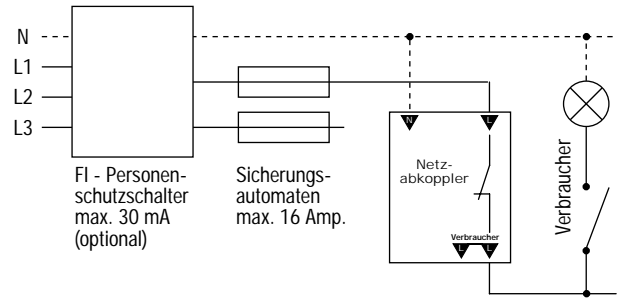 N
L1
L2
L3
FI - Personen-
schutzschalter
max. 30 mA
(optional)
Sicherungs-
automaten
max. 16 Amp.
N
L
Netz-
abkoppler
Verbraucher
L
L
Verbraucher